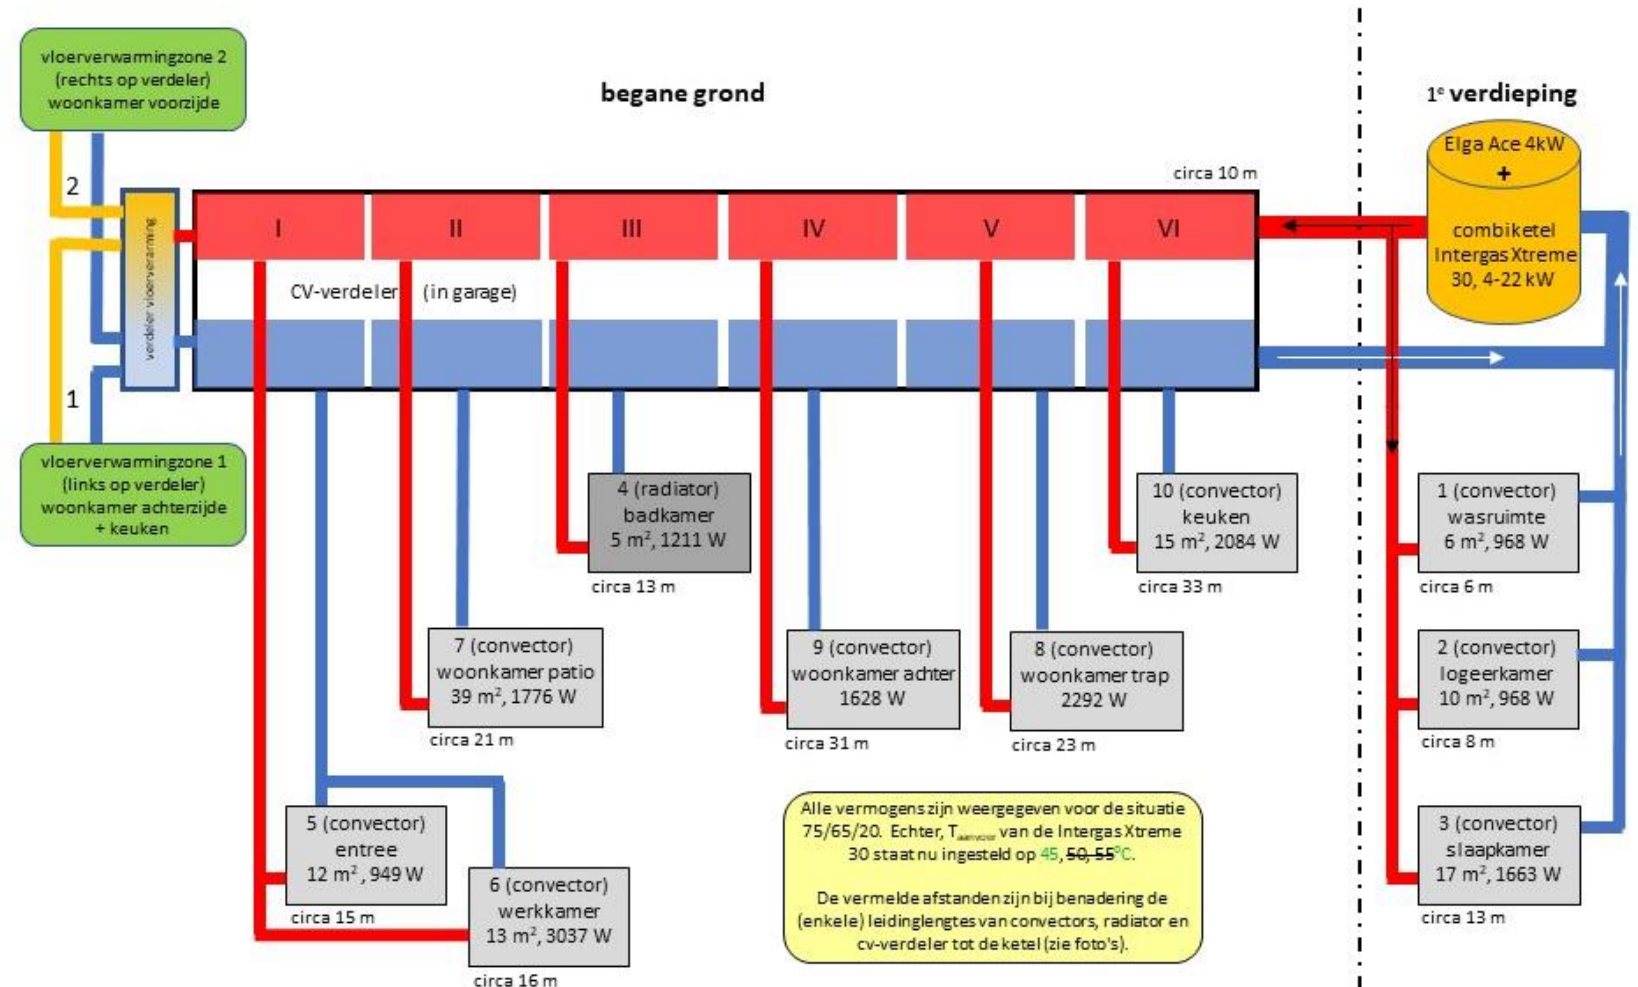 vloerverwarmingzone 2
(rechts op verdeler)
woonkamer voorzijde
begane grond
1e verdieping
Elga Ace 4kW
+
combiketel
Intergas Xtreme
30, 4-22 kW
circa 10 m
2
1
verdeler vloerverwarming
I
II
III
IV
V
VI
CV-verdeler (in garage)
vloerverwarmingzone 1
(links op verdeler)
woonkamer achterzijde
+ keuken
4 (radiator)
badkamer
5 m², 1211 W
circa 13 m
10 (convector)
keuken
15 m², 2084 W
circa 33 m
1 (convector)
wasruimte
6 m², 968 W
circa 6 m
7 (convector)
woonkamer patio
39 m², 1776 W
circa 21 m
9 (convector)
woonkamer achter
1628 W
circa 31 m
8 (convector)
woonkamer trap
2292 W
circa 23 m
2 (convector)
logeerkamer
10 m², 968 W
circa 8 m
5 (convector)
entree
12 m², 949 W
circa 15 m
6 (convector)
werkkamer
13 m², 3037 W
circa 16 m
Alle vermogens zijn weergegeven voor de situatie
75/65/20. Echter, Taanvoer van de Intergas Xtreme
30 staat nu ingesteld op 45, 50, 55°C.
De vermelde afstanden zijn bij benadering de
(enkele) leidinglengtes van convectors, radiator en
cv-verdeler tot de ketel (zie foto's).
3 (convector)
slaapkamer
17 m², 1663 W
circa 13 m